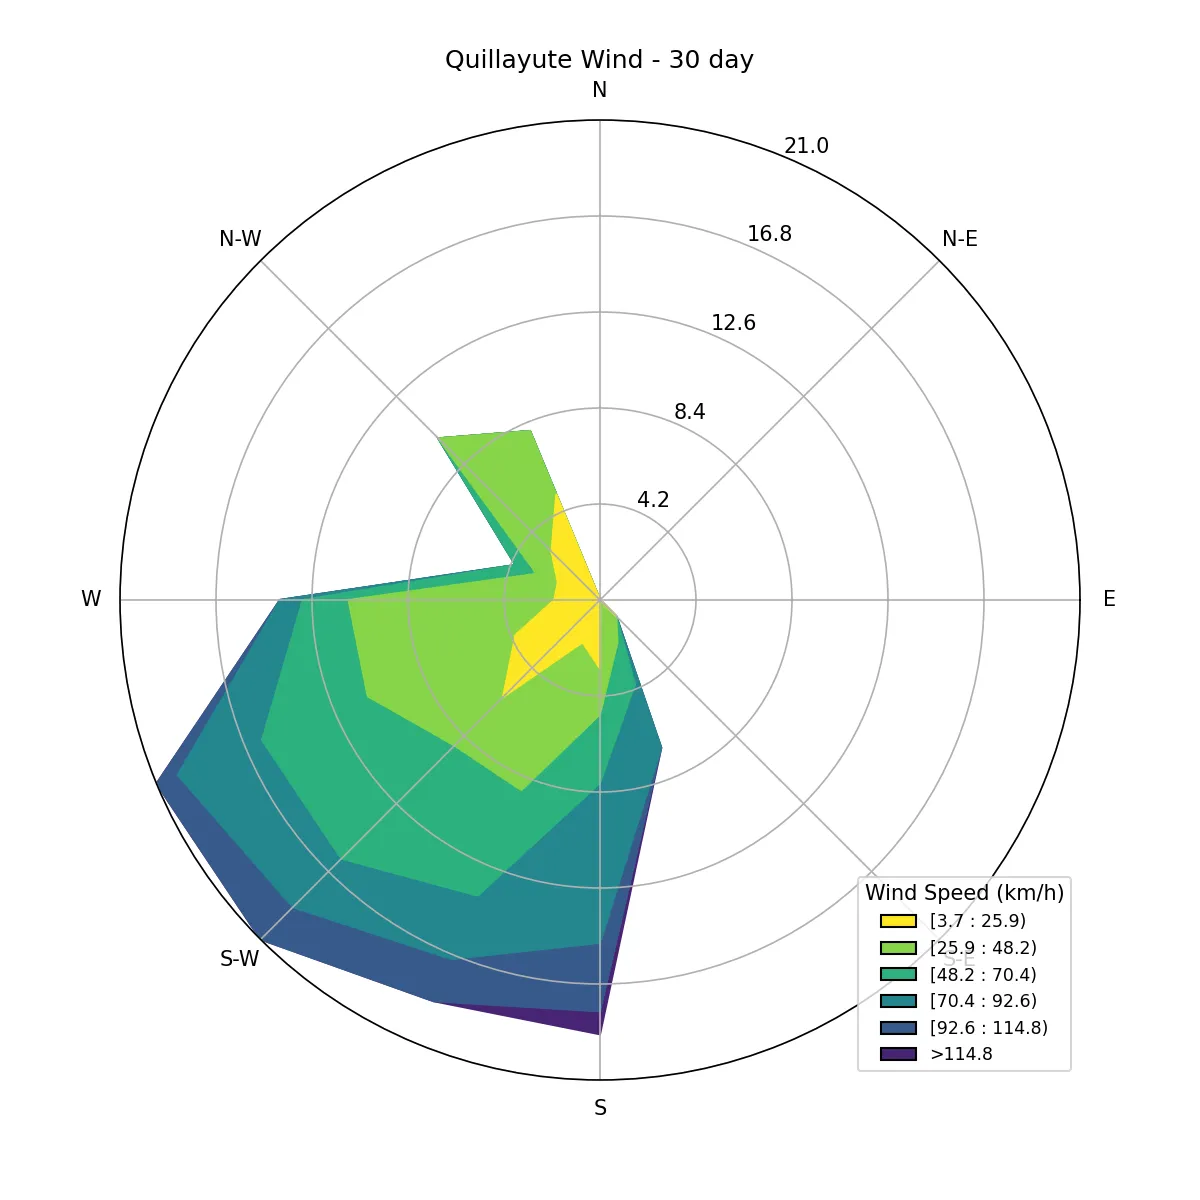 Quillayute Wind - 30 day
N
21.0
16.8
N-W
N-E
12.6
8.4
4.2
W
E
S-W
S-E
Wind Speed (km/h)
[3.7 : 25.9)
[25.9 : 48.2)
[48.2 : 70.4)
[70.4 : 92.6)
[92.6 : 114.8)
>114.8
S